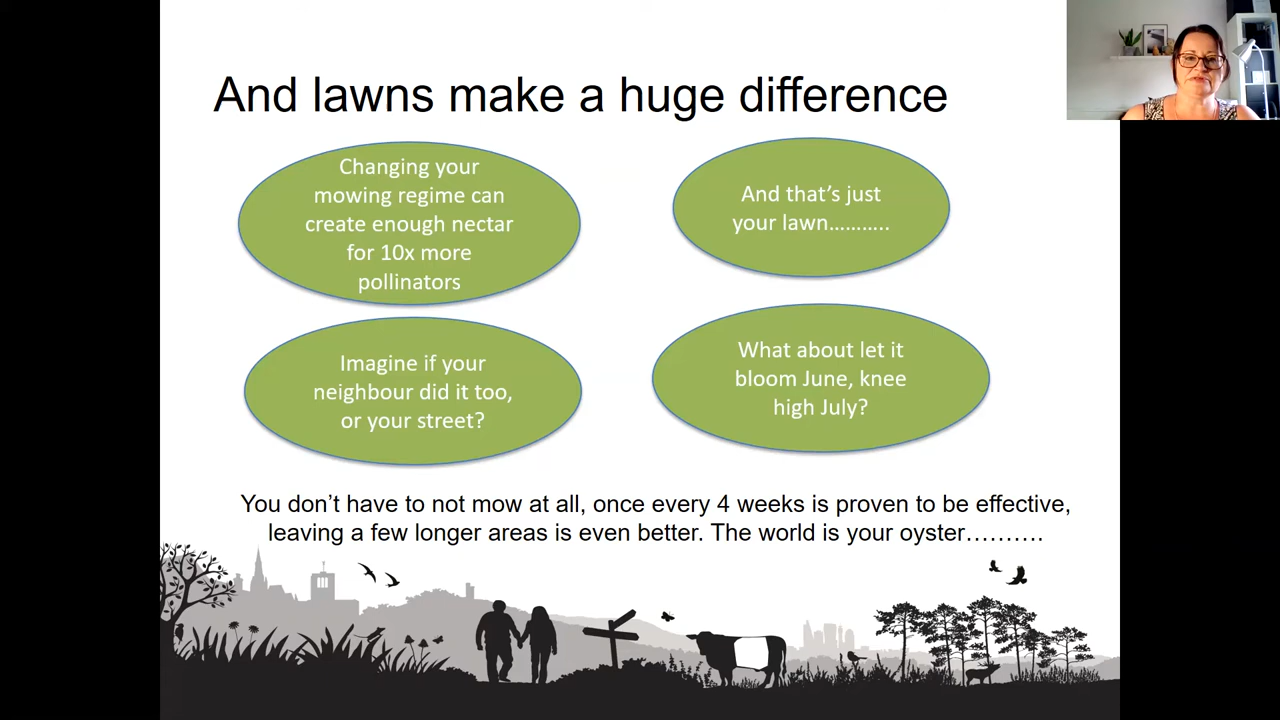 And lawns make a huge difference
Changing your
mowing regime can
create enough nectar
for 10x more
pollinators
And that’s just
your lawn………..
Imagine if your
neighbour did it too,
or your street?
What about let it
bloom June, knee
high July?
You don’t have to not mow at all, once every 4 weeks is proven to be effective,
leaving a few longer areas is even better. The world is your oyster……….